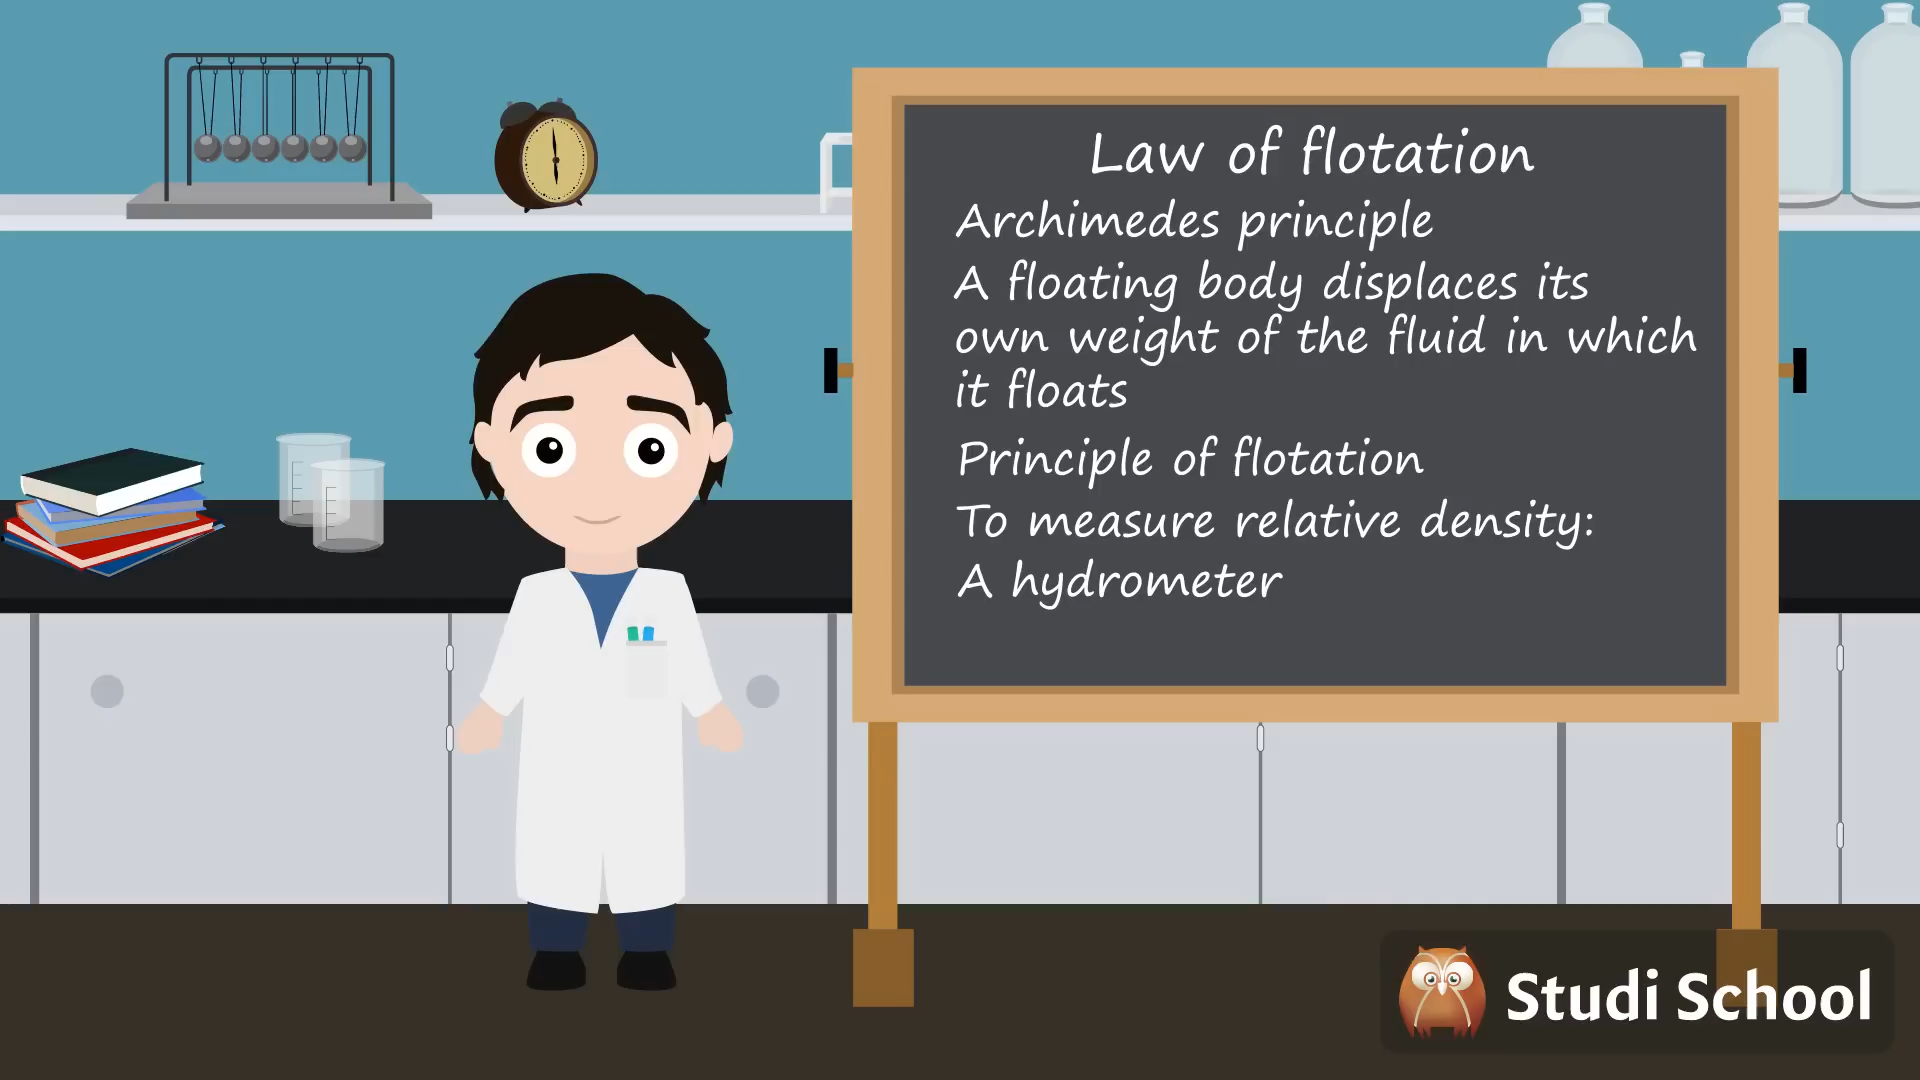 Law of flotation
Archimedes principle
A floating body displaces its
own weight of the fluid in which
it floats
Principle of flotation
To measure relative density:
A hydrometer
Studi School